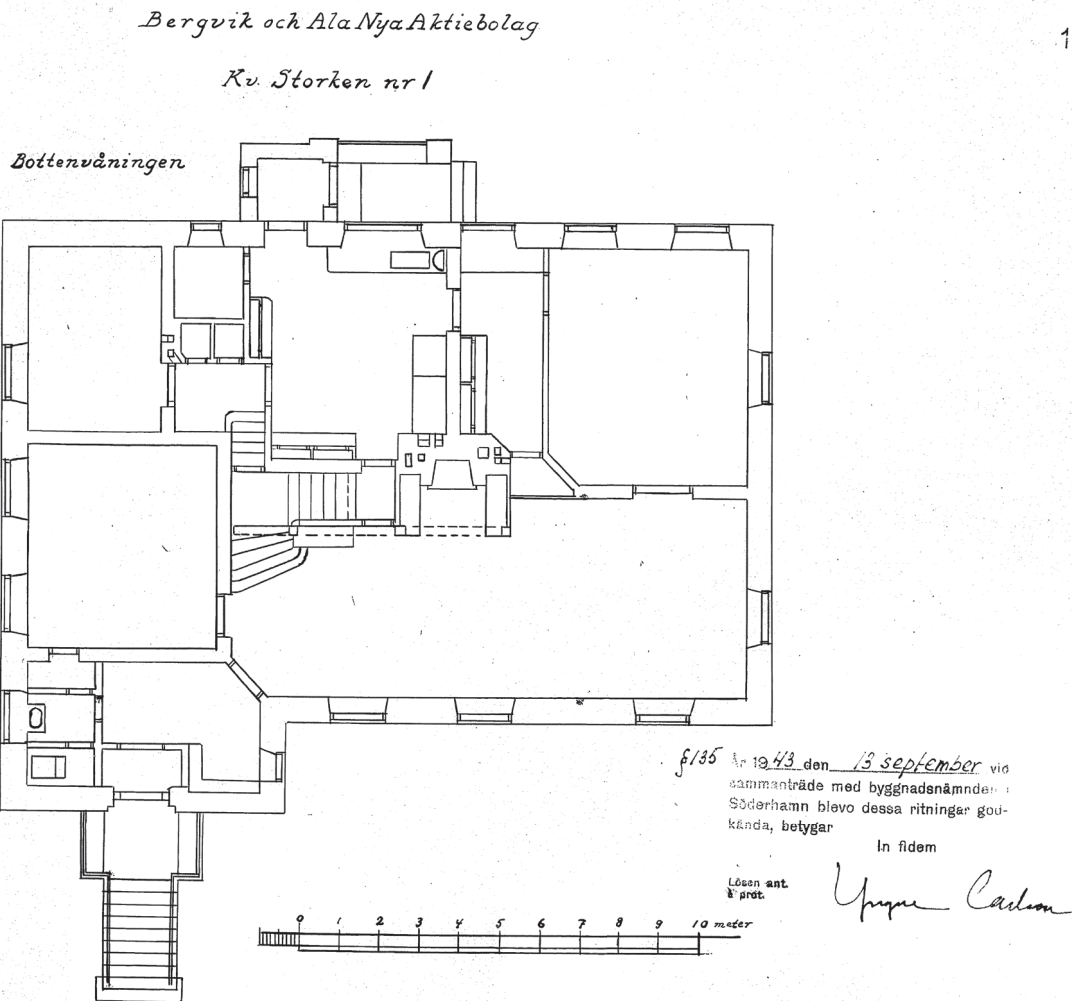 Bergvik och Ala Nya Aktiebolag
1
Kv. Storken nr 1
Bottenvåningen
§135 År 1943 den 13 september vid
sammanträde med byggnadsnämnden i
Söderhamn blevo dessa ritningar god-
kända, betygar
In fidem
Lösen ant.
å prot.
Yngve Carlson
0 1 2 3 4 5 6 7 8 9 10 meter